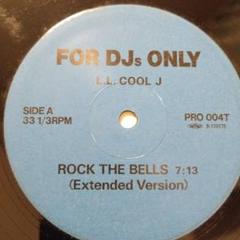 FOR DJs ONLY
L.L. COOL J
SIDE A
33 1/3RPM
PRO 004T
ROCK THE BELLS 7:13
(Extended Version)